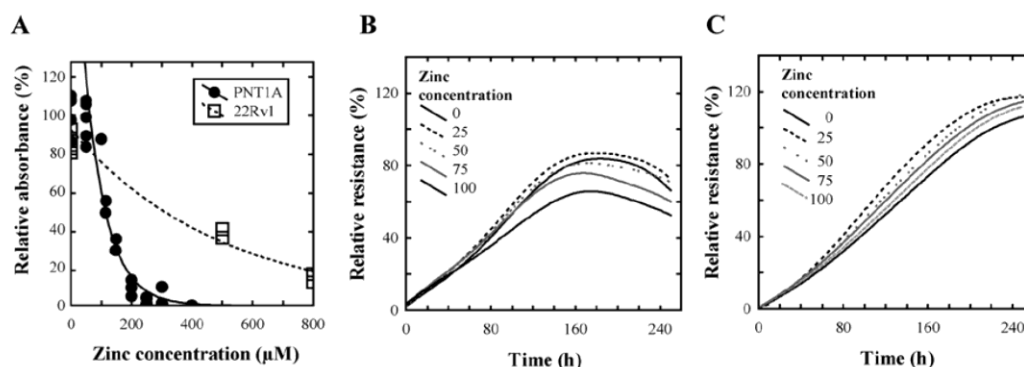 A
Relative absorbance (%)
120
100
80
60
40
20
0
0 200 400 600 800
Zinc concentration (µM)
PNT1A
22Rv1
B
Relative resistance (%)
120
80
40
0
0 80 160 240
Time (h)
Zinc
concentration
0
25
50
75
100
C
Relative resistance (%)
120
80
40
0
0 80 160 240
Time (h)
Zinc
concentration
0
25
50
75
100